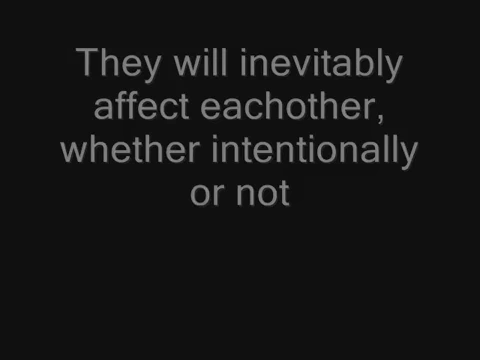 They will inevitably
affect eachother,
whether intentionally
or not